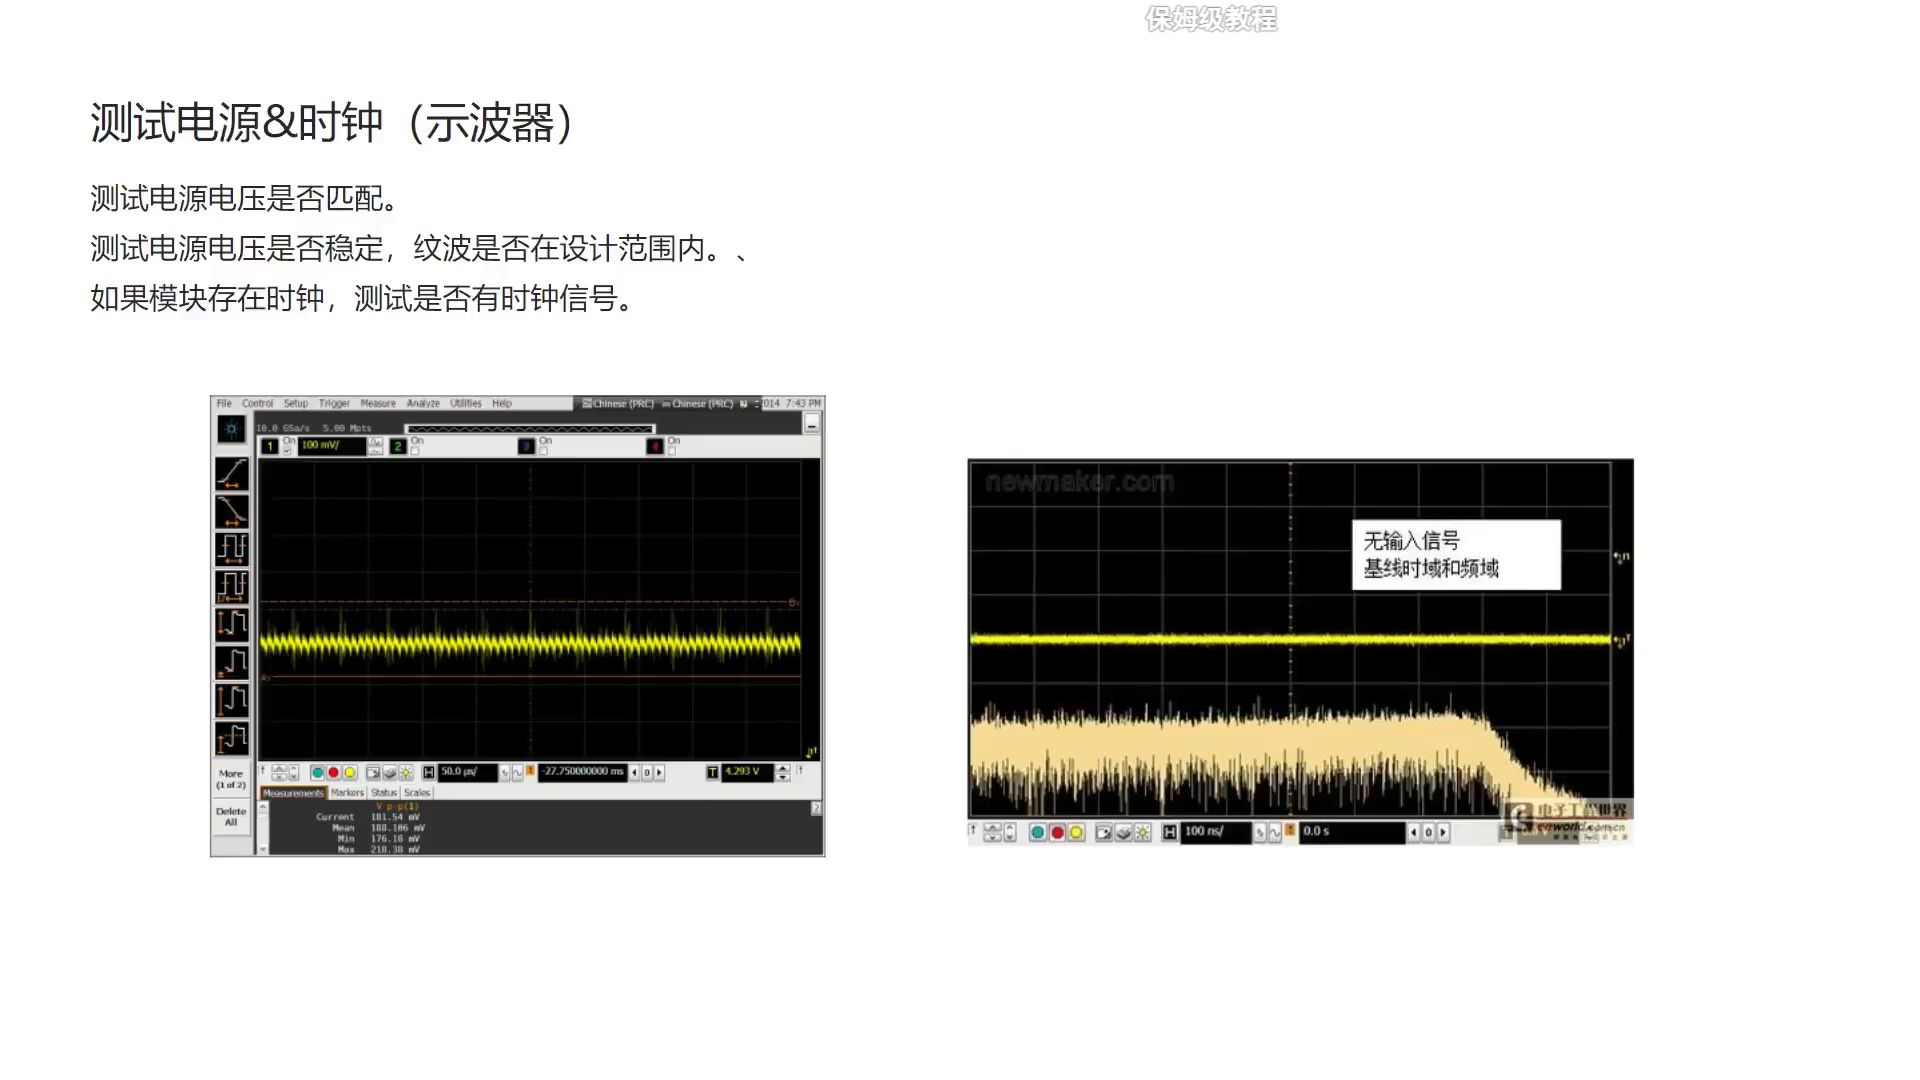 保姆级教程
测试电源&时钟（示波器）
测试电源电压是否匹配。
测试电源电压是否稳定，纹波是否在设计范围内。、
如果模块存在时钟，测试是否有时钟信号。
File Control Setup Trigger Measure Analyze Utilities Help Chinese (PRC) Chinese (PRC) 2014 7:43 PM
10.0 GSa/s 5.00 Mpts
1 On 100 mV/ 2 On 3 On 4 On
More
(1 of 2)
Delete
All
H 50.0 µs/ -27.750000000 ms 0 T 4.293 V
Measurements Markers Status Scales
V p-p(1)
Current 181.54 mV
Mean 188.106 mV
Min 176.18 mV
Max 218.38 mV
newmaker.com
无输入信号
基线时域和频域
H 100 ns/ 0.0 s 0
电子工程世界